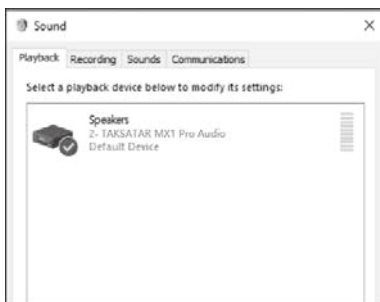 Sound
Playback Recording Sounds Communications
Select a playback device below to modify its settings:
Speakers
2- TAKSATAR MX1 Pro Audio
Default Device